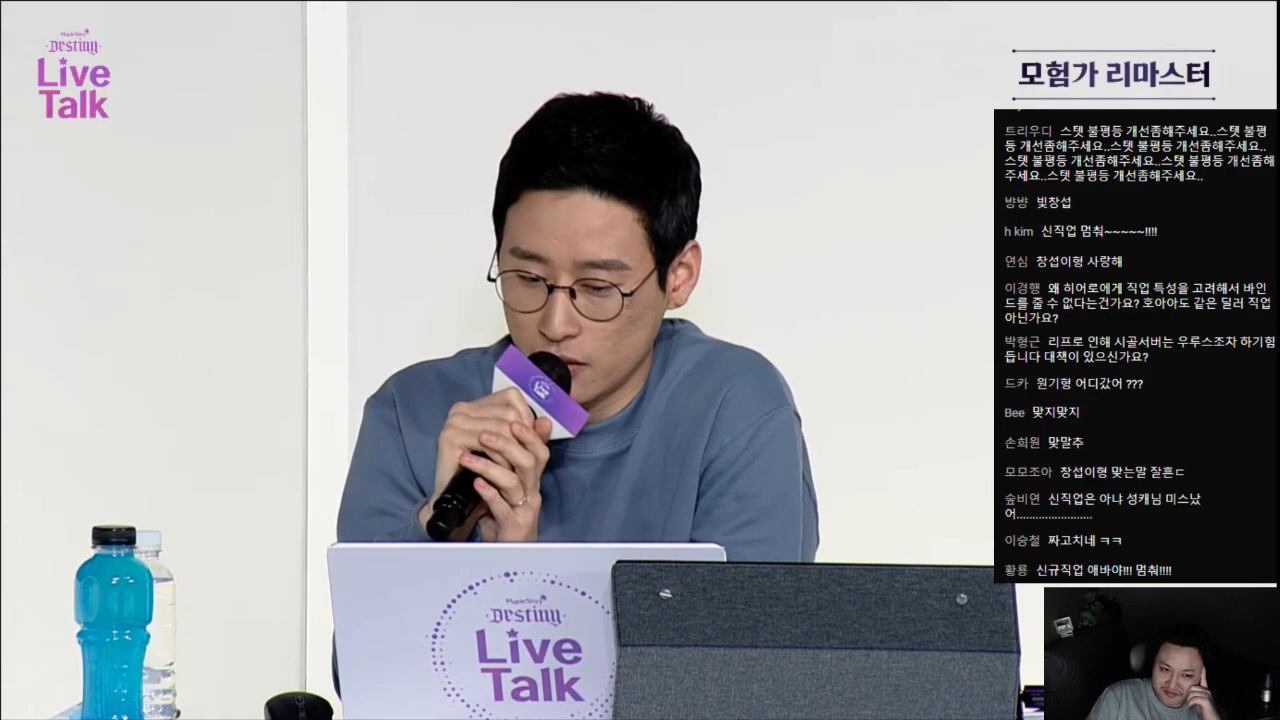 MapleStory
DESTINY
Live
Talk
모험가 리마스터
트리우디 스텟 불평등 개선좀해주세요..스텟 불평
등 개선좀해주세요..스텟 불평등 개선좀해주세요..
스텟 불평등 개선좀해주세요..스텟 불평등 개선좀해
주세요..스텟 불평등 개선좀해주세요..
뺭뺭 빛창섭
h kim 신직업 멈춰~~~~~!!!!
연심 창섭이형 사랑해
이경행 왜 히어로에게 직업 특성을 고려해서 바인
드를 줄 수 없다는건가요? 호아아도 같은 딜러 직업
아닌가요?
박형근 리프로 인해 시골서버는 우루스조차 하기힘
듭니다 대책이 있으신가요?
드카 원기형 어디갔어 ???
Bee 맞지맞지
손희원 맞말추
모모조아 창섭이형 맞는말 잘흔ㄷ
숲비연 신직업은 아냐 성캐님 미스났
어........................
이승철 짜고치네 ㅋㅋ
황룡 신규직업 애바야!!! 멈춰!!!!
Live
Talk
MapleStory
DESTINY
Live
Talk